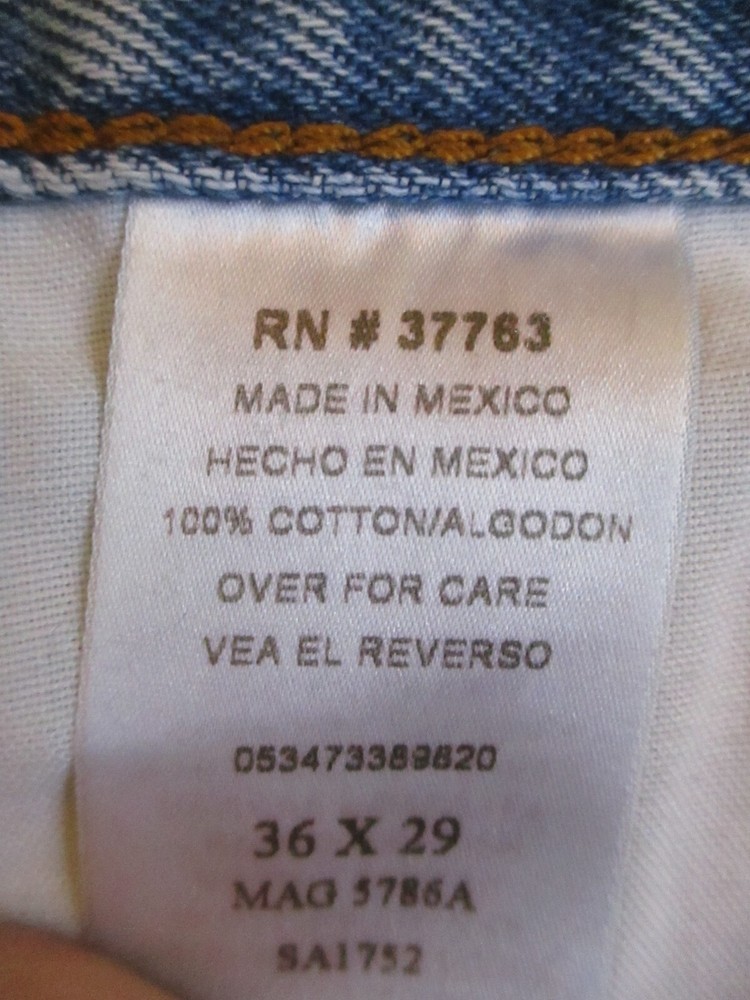 RN # 37763
MADE IN MEXICO
HECHO EN MEXICO
100% COTTON/ALGODON
OVER FOR CARE
VEA EL REVERSO
053473389820
36 X 29
MAG 5786A
SA1752